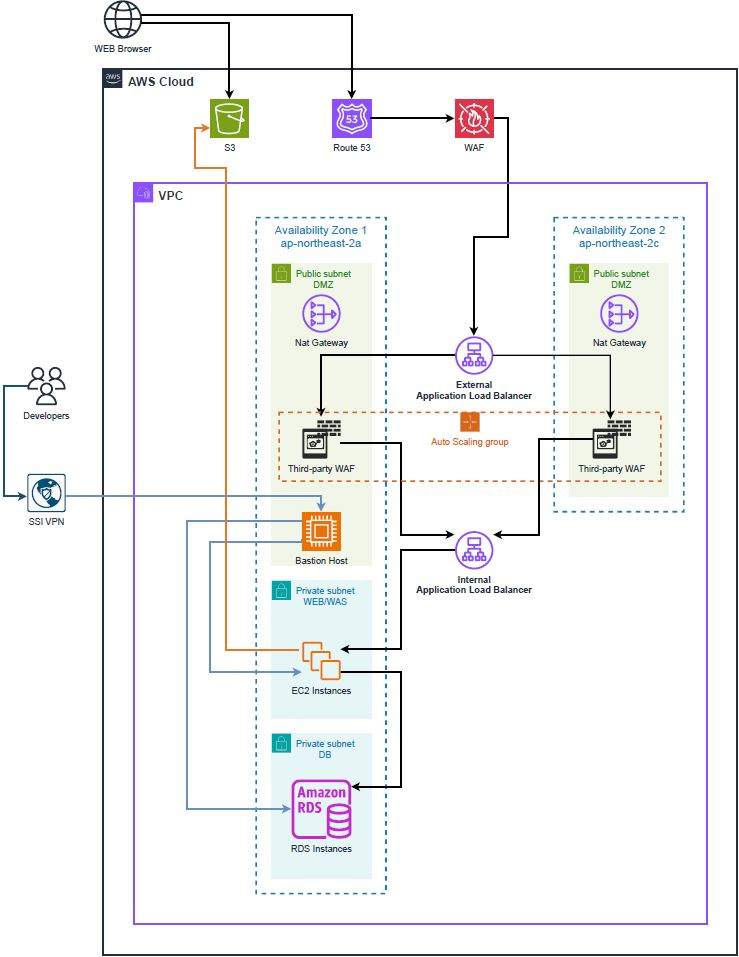 WEB Browser
aws
AWS Cloud
S3
53
Route 53
WAF
VPC
Availability Zone 1
ap-northeast-2a
Availability Zone 2
ap-northeast-2c
Public subnet
DMZ
Public subnet
DMZ
Nat Gateway
Nat Gateway
External
Application Load Balancer
Developers
Auto Scaling group
Third-party WAF
Third-party WAF
SSI VPN
Bastion Host
Internal
Application Load Balancer
Private subnet
WEB/WAS
EC2 Instances
Private subnet
DB
Amazon
RDS
RDS Instances